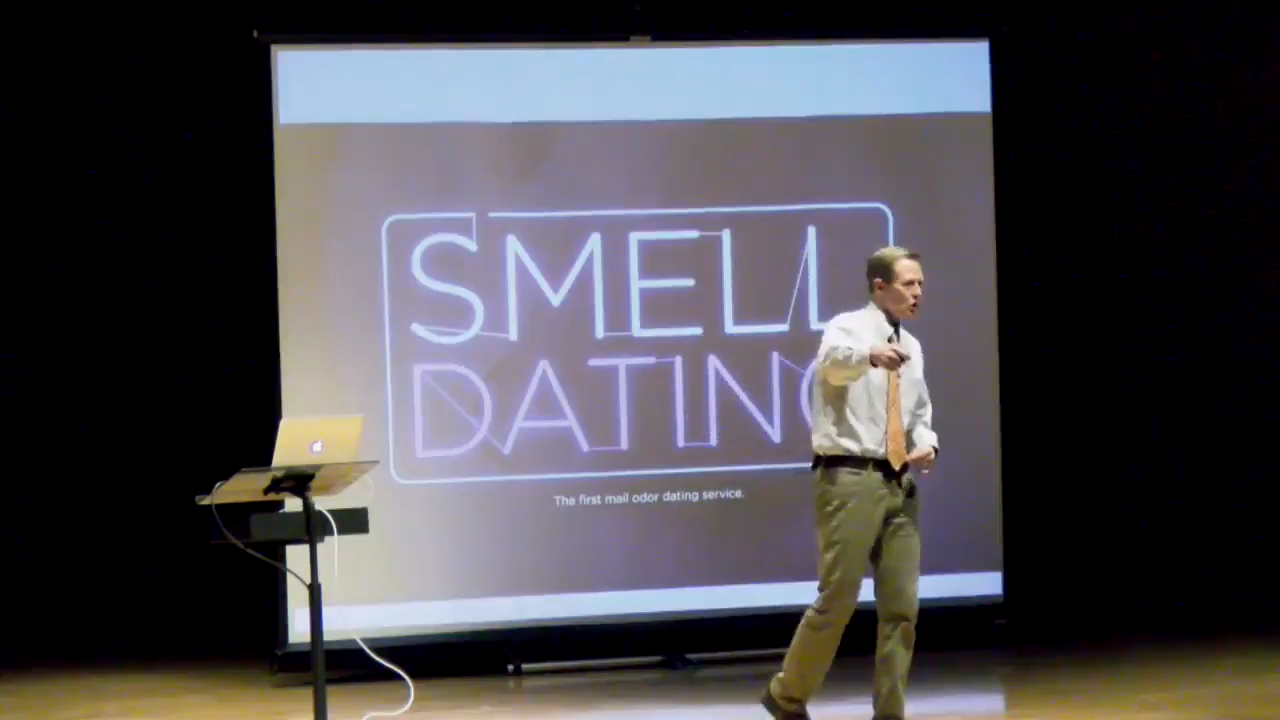 SMELL
DATING
The first mail odor dating service.